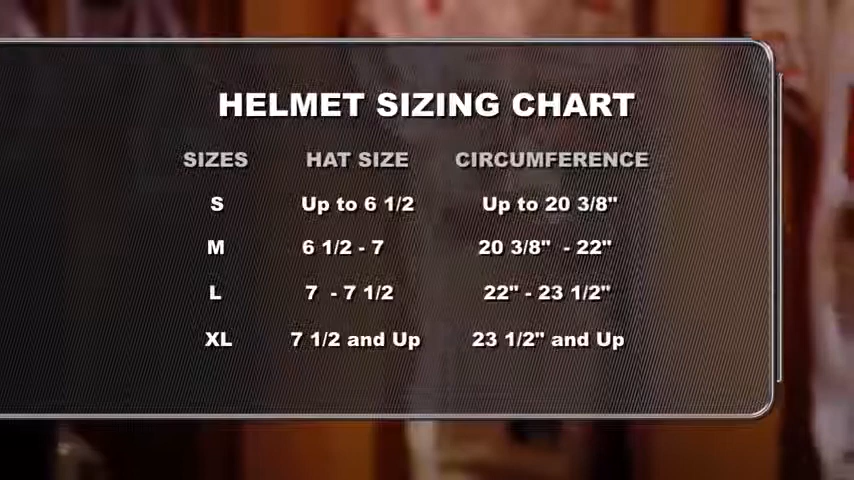 HELMET SIZING CHART
SIZES HAT SIZE CIRCUMFERENCE
S Up to 6 1/2 Up to 20 3/8"
M 6 1/2 - 7 20 3/8" - 22"
L 7 - 7 1/2 22" - 23 1/2"
XL 7 1/2 and Up 23 1/2" and Up